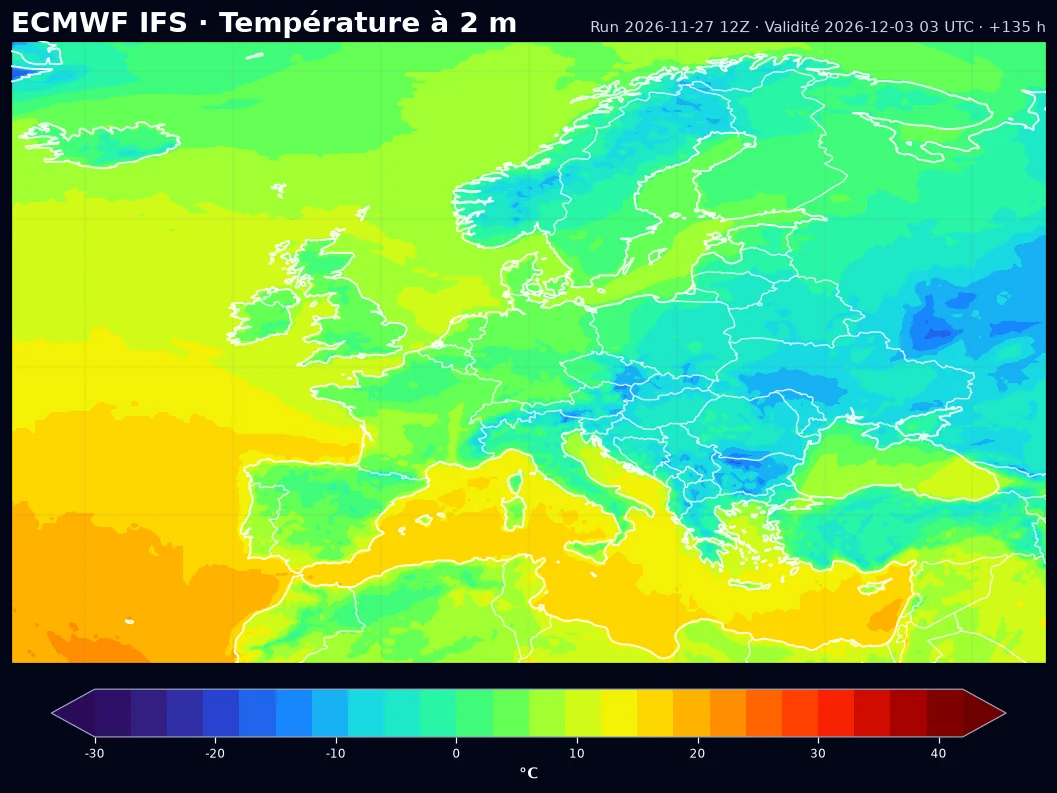 ECMWF IFS · Température à 2 m
Run 2026-11-27 12Z · Validité 2026-12-03 03 UTC · +135 h
-30 -20 -10 0 10 20 30 40
°C